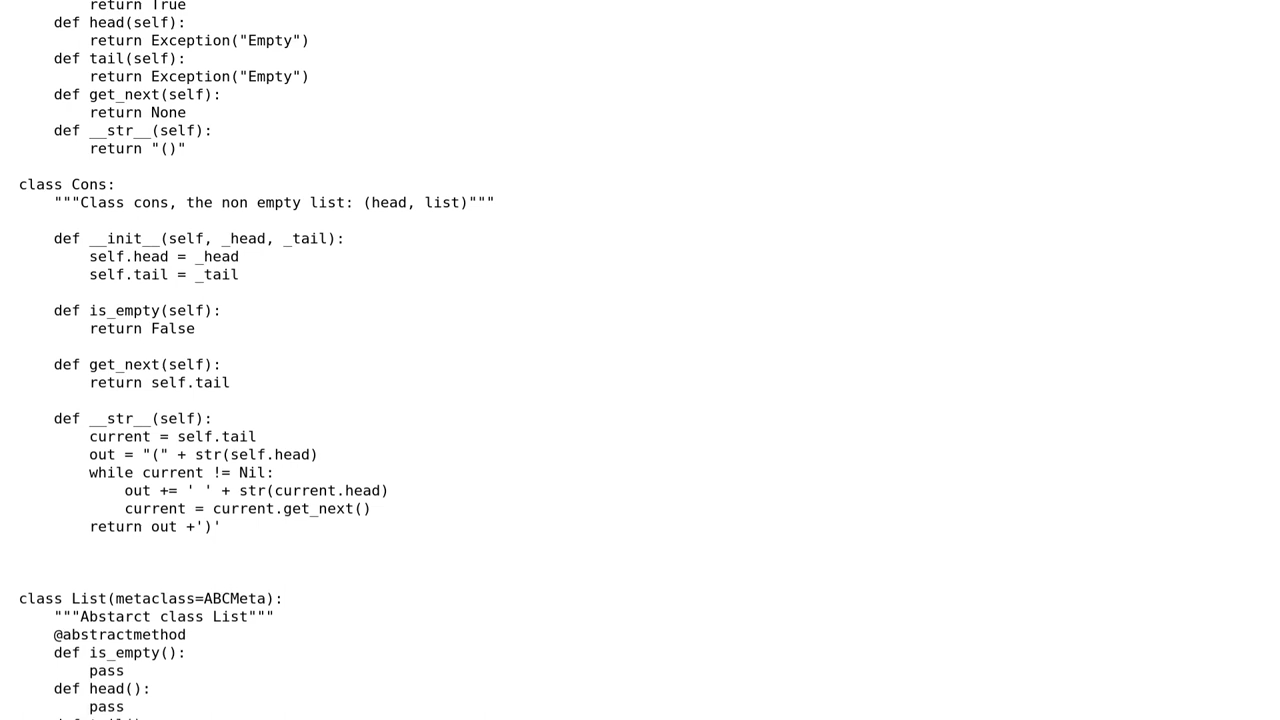 return True
    def head(self):
        return Exception("Empty")
    def tail(self):
        return Exception("Empty")
    def get_next(self):
        return None
    def __str__(self):
        return "()"

class Cons:
    """Class cons, the non empty list: (head, list)"""

    def __init__(self, _head, _tail):
        self.head = _head
        self.tail = _tail

    def is_empty(self):
        return False

    def get_next(self):
        return self.tail

    def __str__(self):
        current = self.tail
        out = "(" + str(self.head)
        while current != Nil:
            out += ' ' + str(current.head)
            current = current.get_next()
        return out +')'

class List(metaclass=ABCMeta):
    """Abstarct class List"""
    @abstractmethod
    def is_empty():
        pass
    def head():
        pass